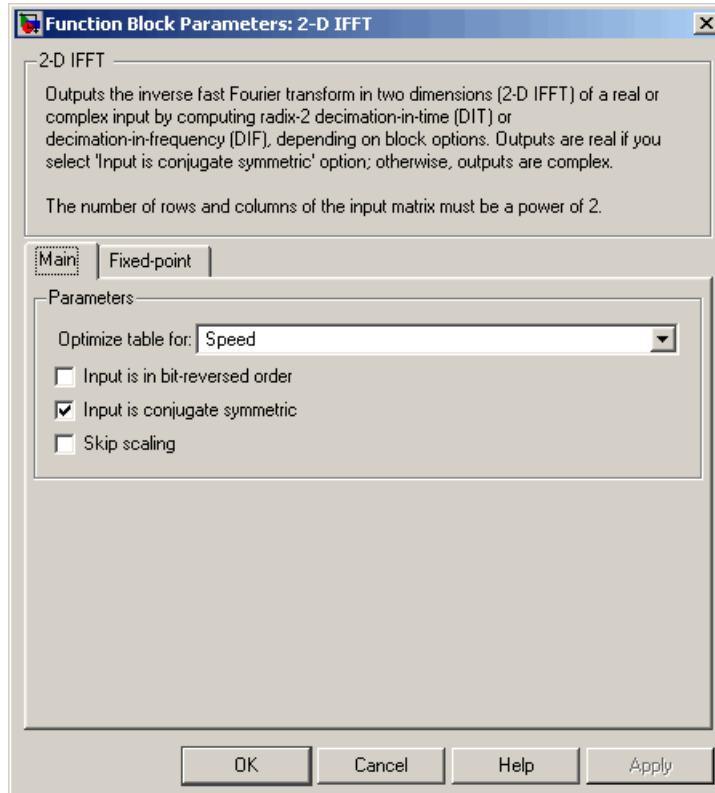 Function Block Parameters: 2-D IFFT
2-D IFFT
Outputs the inverse fast Fourier transform in two dimensions (2-D IFFT) of a real or
complex input by computing radix-2 decimation-in-time (DIT) or
decimation-in-frequency (DIF), depending on block options. Outputs are real if you
select 'Input is conjugate symmetric' option; otherwise, outputs are complex.
The number of rows and columns of the input matrix must be a power of 2.
Main Fixed-point
Parameters
Optimize table for: Speed
Input is in bit-reversed order
Input is conjugate symmetric
Skip scaling
OK Cancel Help Apply